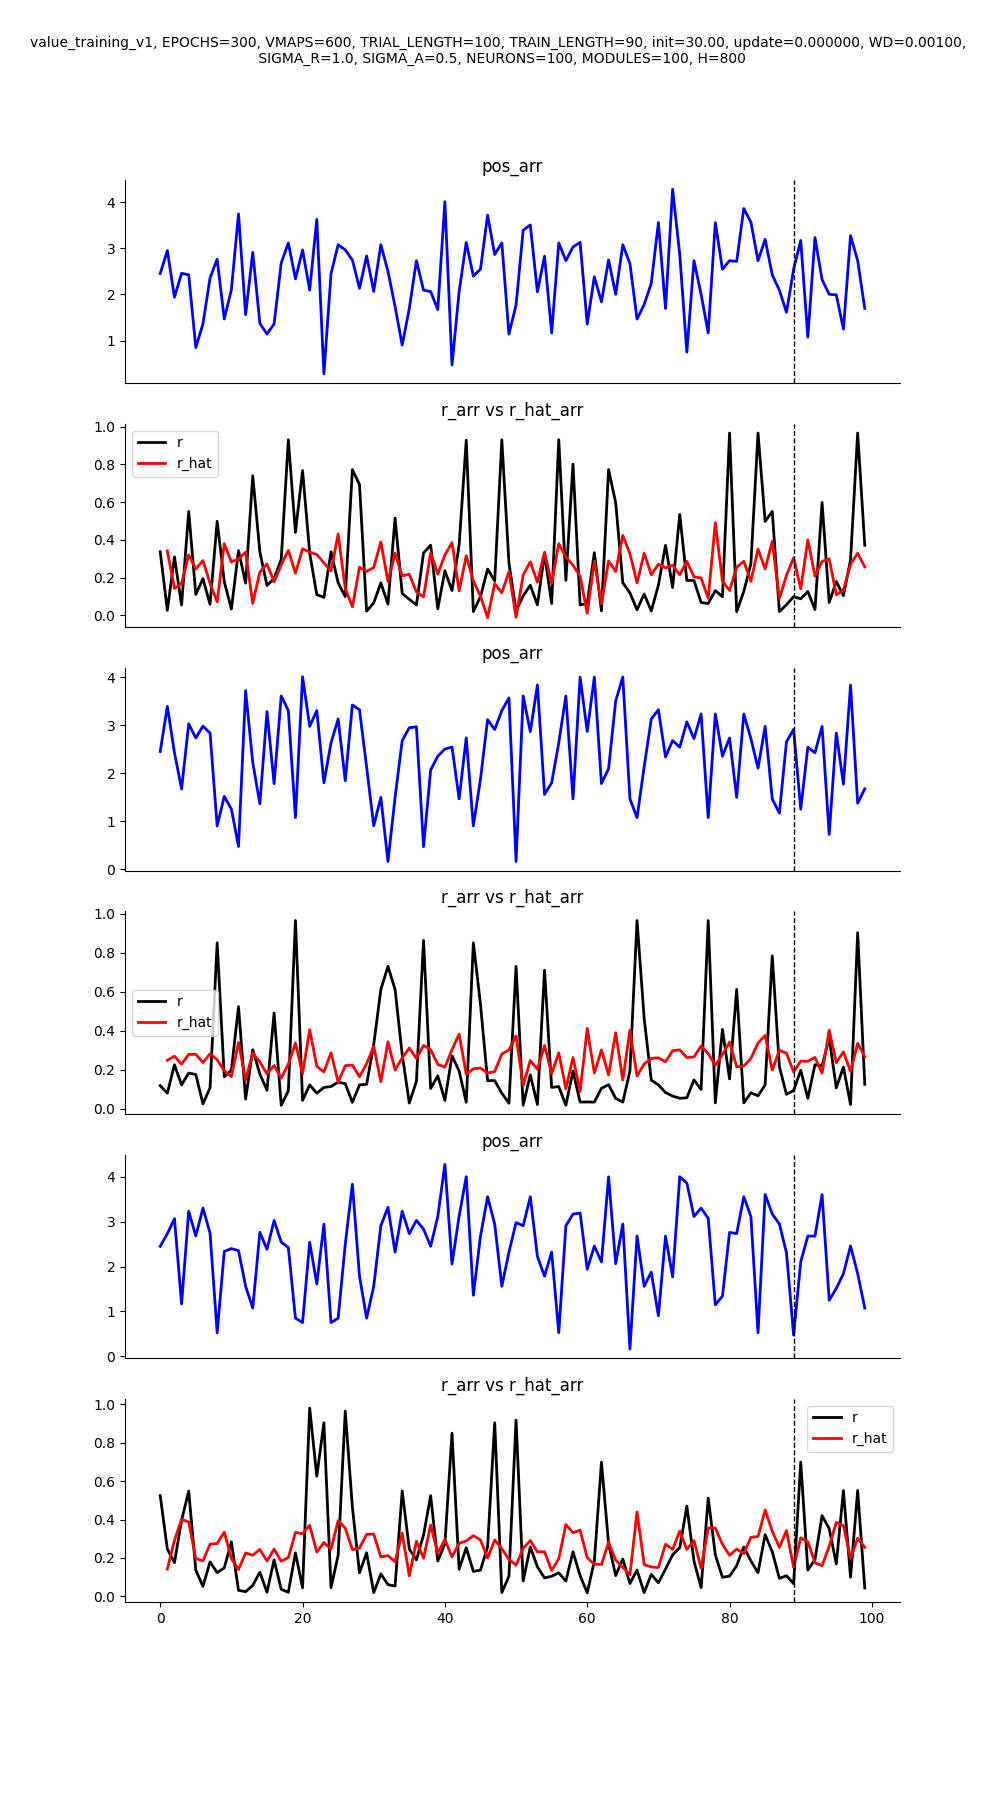 value_training_v1, EPOCHS=300, VMAPS=600, TRIAL_LENGTH=100, TRAIN_LENGTH=90, init=30.00, update=0.000000, WD=0.00100,
SIGMA_R=1.0, SIGMA_A=0.5, NEURONS=100, MODULES=100, H=800
pos_arr
4
3
2
1
r_arr vs r_hat_arr
1.0
0.8
0.6
0.4
0.2
0.0
r
r_hat
pos_arr
4
3
2
1
0
r_arr vs r_hat_arr
1.0
0.8
0.6
0.4
0.2
0.0
r
r_hat
pos_arr
4
3
2
1
0
r_arr vs r_hat_arr
1.0
0.8
0.6
0.4
0.2
0.0
r
r_hat
0 20 40 60 80 100